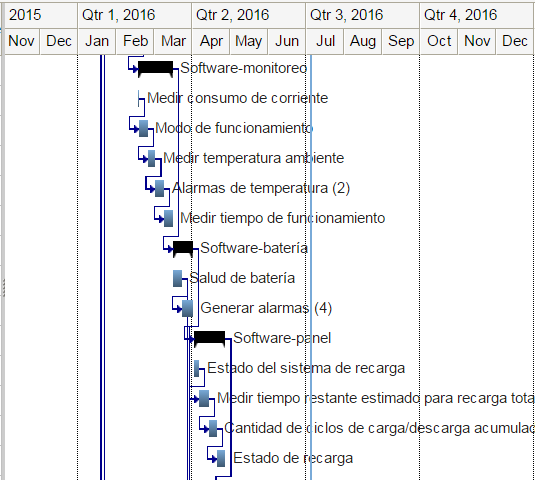 2015 Qtr 1, 2016 Qtr 2, 2016 Qtr 3, 2016 Qtr 4, 2016
Nov Dec Jan Feb Mar Apr May Jun Jul Aug Sep Oct Nov Dec
Software-monitoreo
Medir consumo de corriente
Modo de funcionamiento
Medir temperatura ambiente
Alarmas de temperatura (2)
Medir tiempo de funcionamiento
Software-batería
Salud de batería
Generar alarmas (4)
Software-panel
Estado del sistema de recarga
Medir tiempo restante estimado para recarga tota
Cantidad de ciclos de carga/descarga acumulad
Estado de recarga